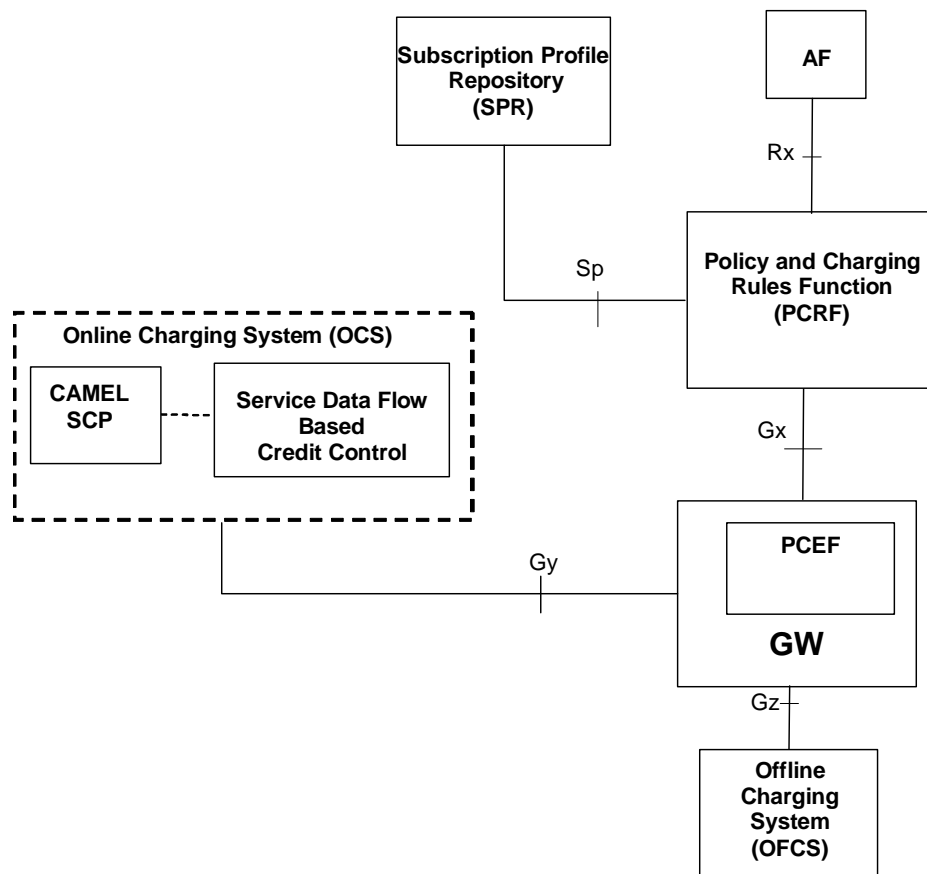 Subscription Profile
Repository
(SPR)
AF
Rx
Sp
Policy and Charging
Rules Function
(PCRF)
Online Charging System (OCS)
CAMEL
SCP
Service Data Flow
Based
Credit Control
Gx
PCEF
Gy
GW
Gz
Offline
Charging
System
(OFCS)